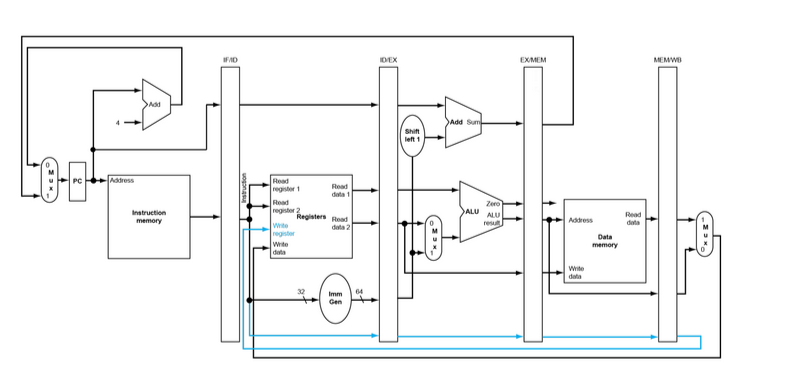 IF/ID
ID/EX
EX/MEM
MEM/WB
Add
4
Add Sum
Shift
left 1
0
M
u
x
1
PC
Address
Instruction
memory
Instruction
Read
register 1
Read
register 2
Registers
Write
register
Write
data
Read
data 1
Read
data 2
0
M
u
x
1
Zero
ALU
ALU
result
Address
Read
data
Data
memory
Write
data
1
M
u
x
0
32
Imm
Gen
64